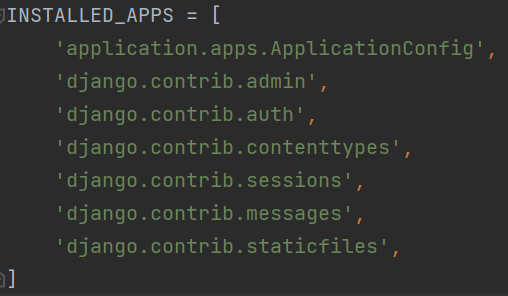 INSTALLED_APPS = [
    'application.apps.ApplicationConfig',
    'django.contrib.admin',
    'django.contrib.auth',
    'django.contrib.contenttypes',
    'django.contrib.sessions',
    'django.contrib.messages',
    'django.contrib.staticfiles',
]